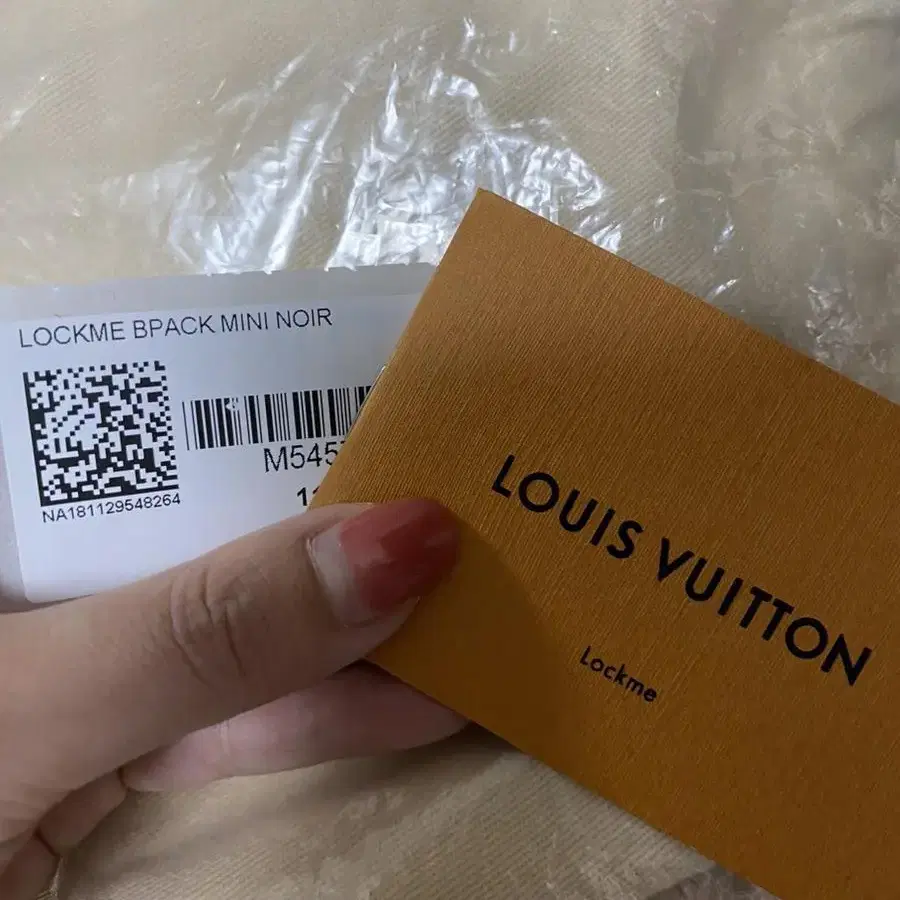 LOCKME BPACK MINI NOIR
NA181129548264
LOUIS VUITTON
Lockme